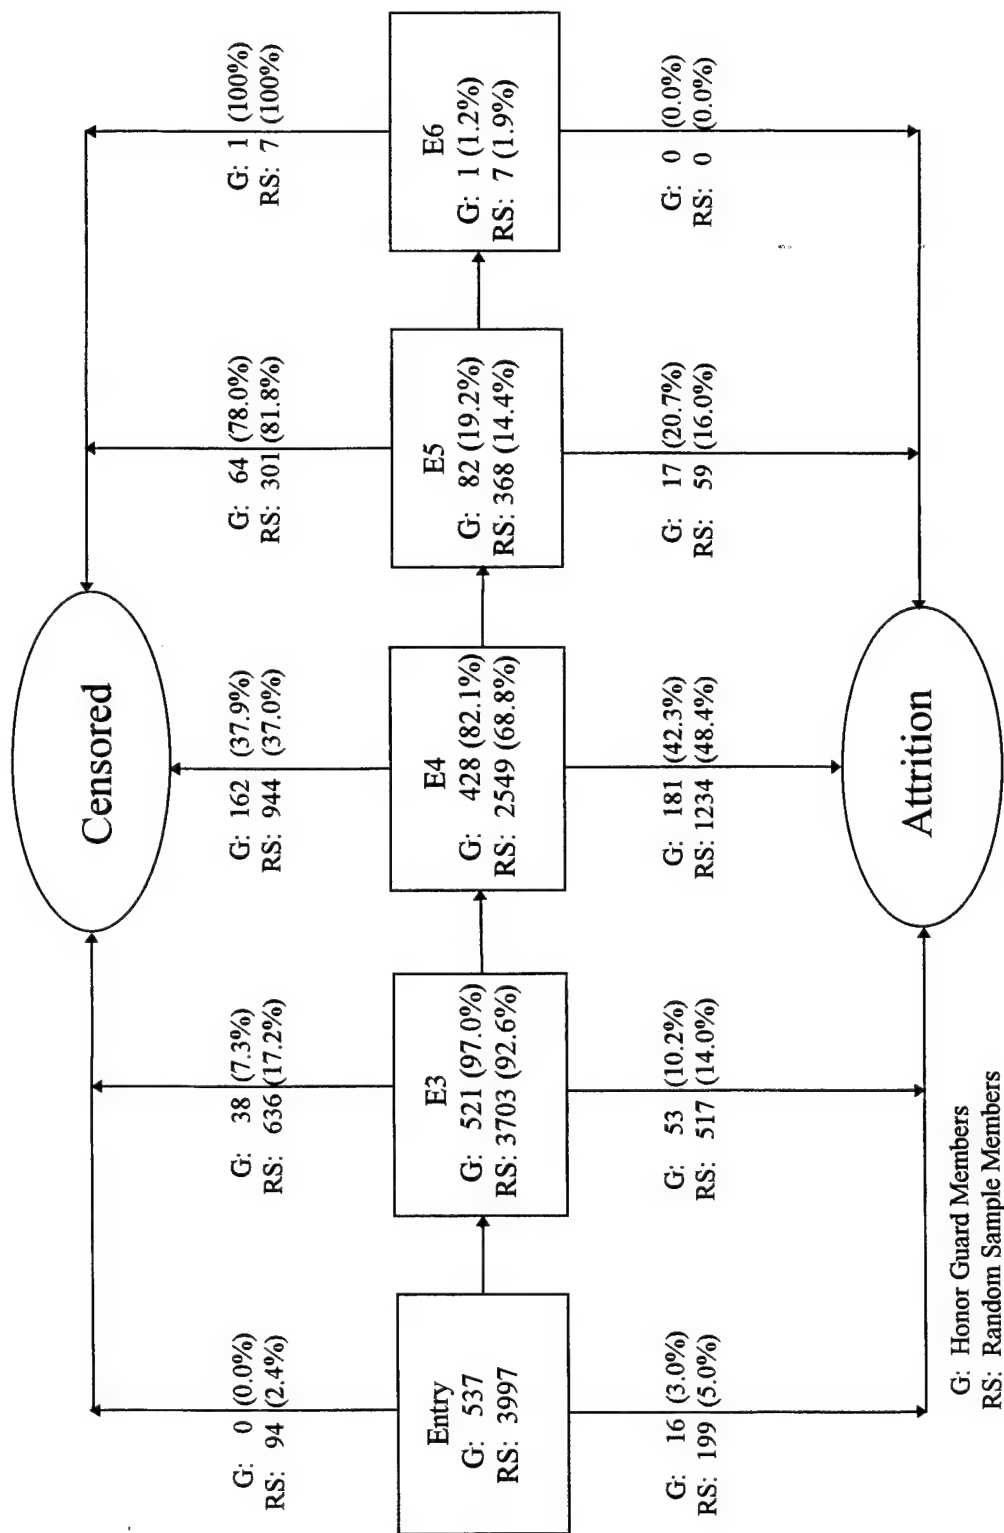 Censored
G: 0 (0.0%)
RS: 94 (2.4%)
G: 38 (7.3%)
RS: 636 (17.2%)
G: 162 (37.9%)
RS: 944 (37.0%)
G: 64 (78.0%)
RS: 301 (81.8%)
G: 1 (100%)
RS: 7 (100%)
Entry
G: 537
RS: 3997
E3
G: 521 (97.0%)
RS: 3703 (92.6%)
E4
G: 428 (82.1%)
RS: 2549 (68.8%)
E5
G: 82 (19.2%)
RS: 368 (14.4%)
E6
G: 1 (1.2%)
RS: 7 (1.9%)
G: 16 (3.0%)
RS: 199 (5.0%)
G: 53 (10.2%)
RS: 517 (14.0%)
G: 181 (42.3%)
RS: 1234 (48.4%)
G: 17 (20.7%)
RS: 59 (16.0%)
G: 0 (0.0%)
RS: 0 (0.0%)
Attrition
G: Honor Guard Members
RS: Random Sample Members